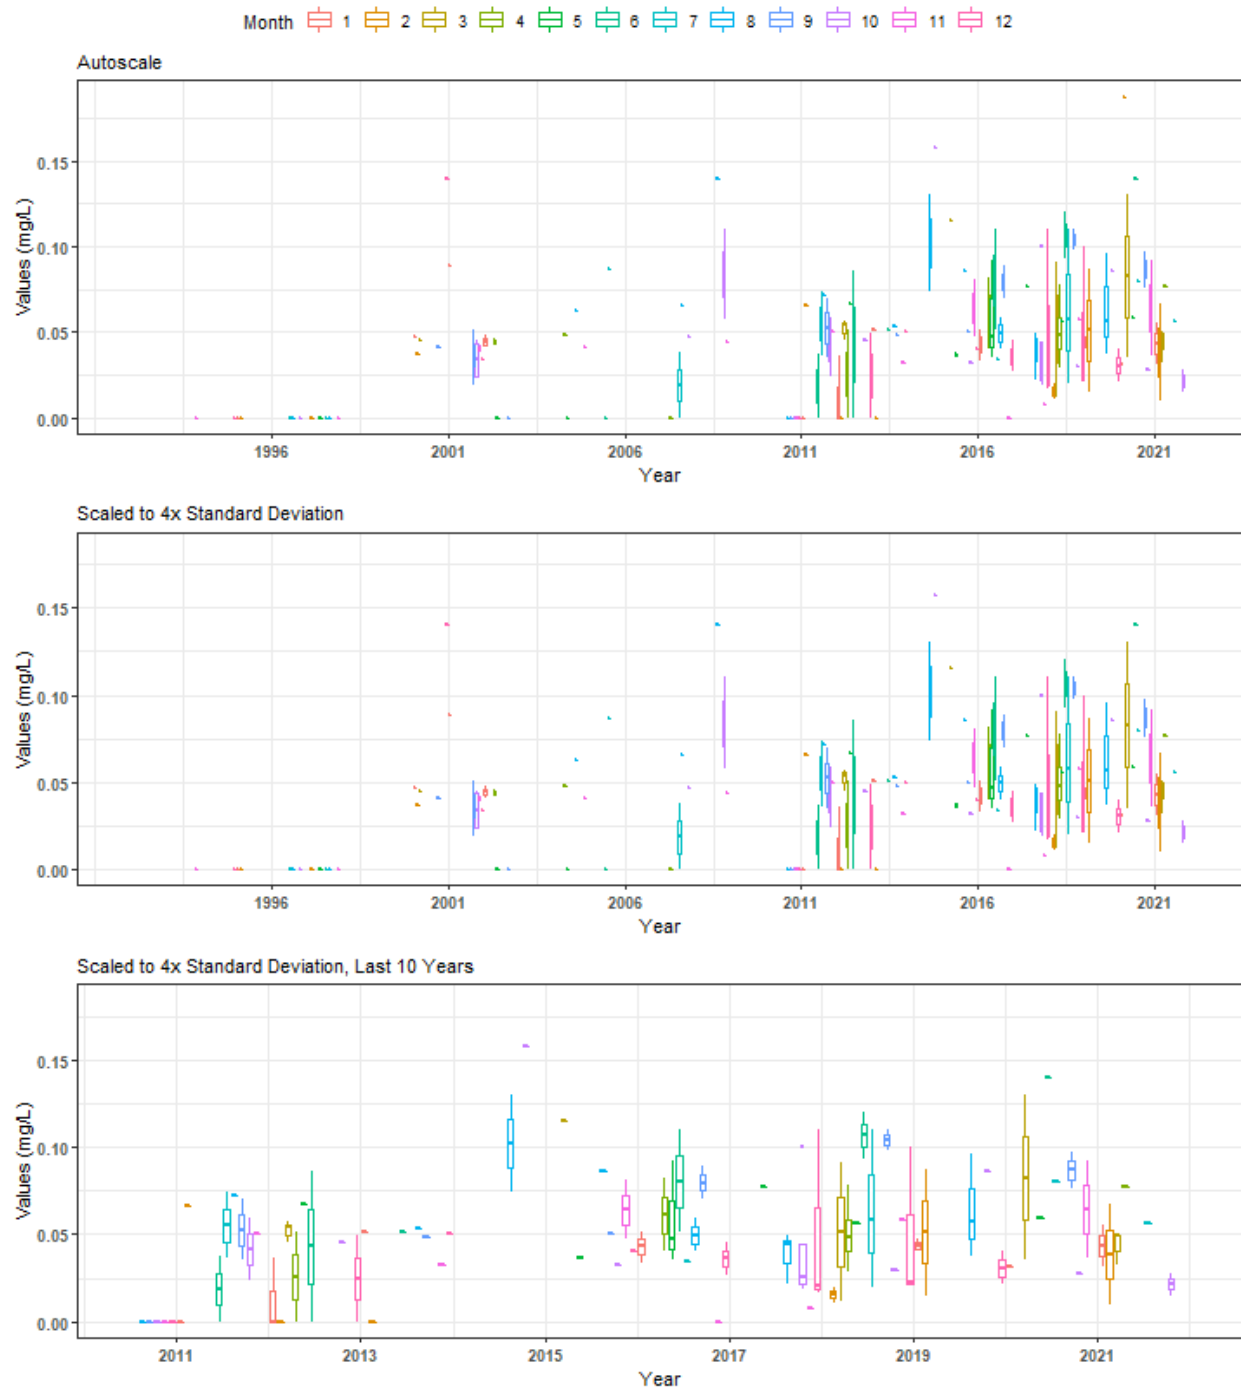 Month 1 2 3 4 5 6 7 8 9 10 11 12
Autoscale
Values (mg/L)
0.15
0.10
0.05
0.00
1996 2001 2006 2011 2016 2021
Year
Scaled to 4x Standard Deviation
Values (mg/L)
0.15
0.10
0.05
0.00
1996 2001 2006 2011 2016 2021
Year
Scaled to 4x Standard Deviation, Last 10 Years
Values (mg/L)
0.15
0.10
0.05
0.00
2011 2013 2015 2017 2019 2021
Year